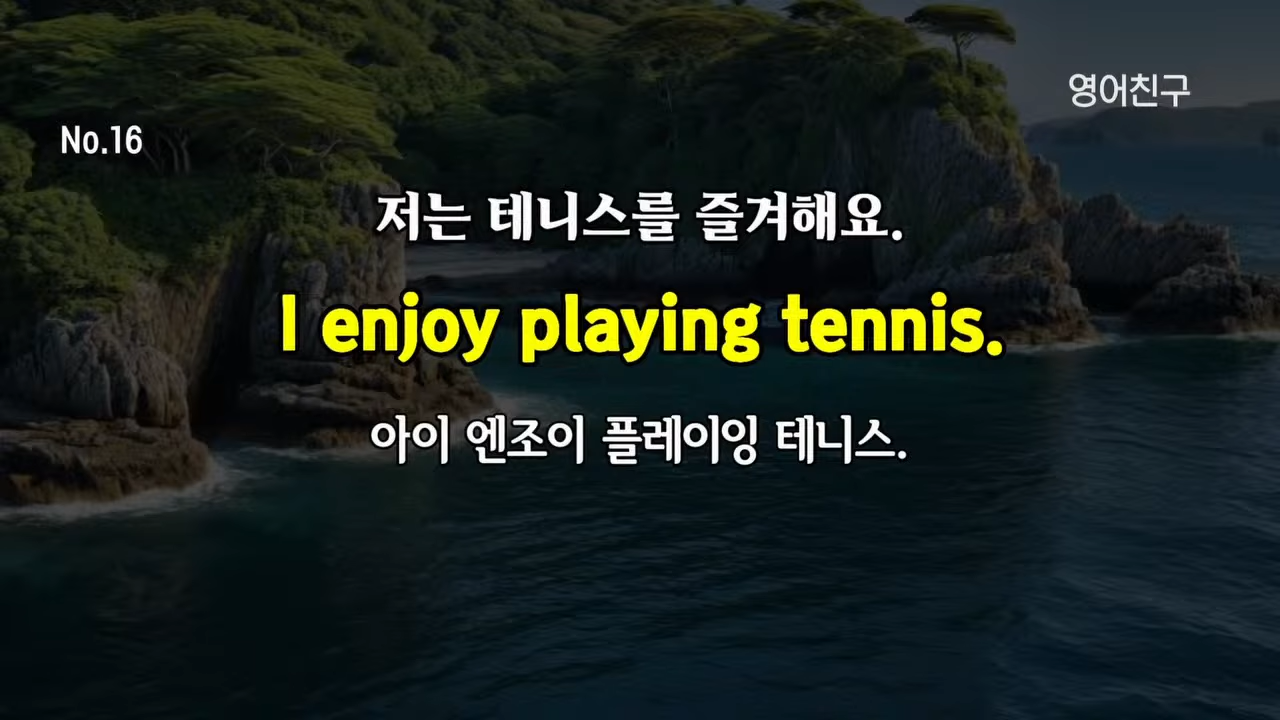 영어친구
No.16
저는 테니스를 즐겨해요.
I enjoy playing tennis.
아이 엔조이 플레이잉 테니스.